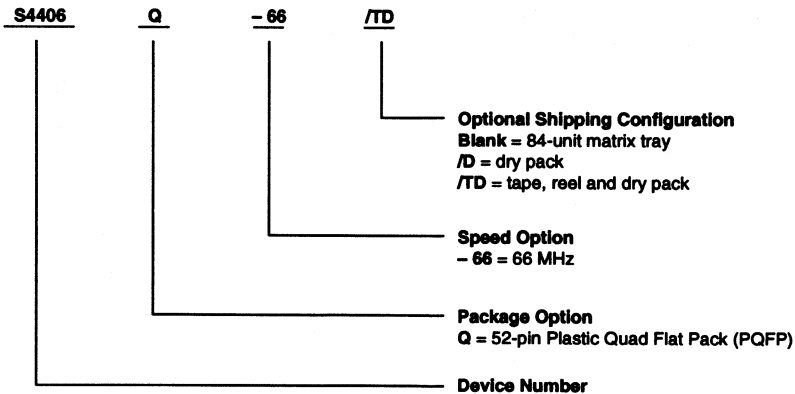 S4406 Q – 66 /TD
Optional Shipping Configuration
Blank = 84-unit matrix tray
/D = dry pack
/TD = tape, reel and dry pack
Speed Option
– 66 = 66 MHz
Package Option
Q = 52-pin Plastic Quad Flat Pack (PQFP)
Device Number